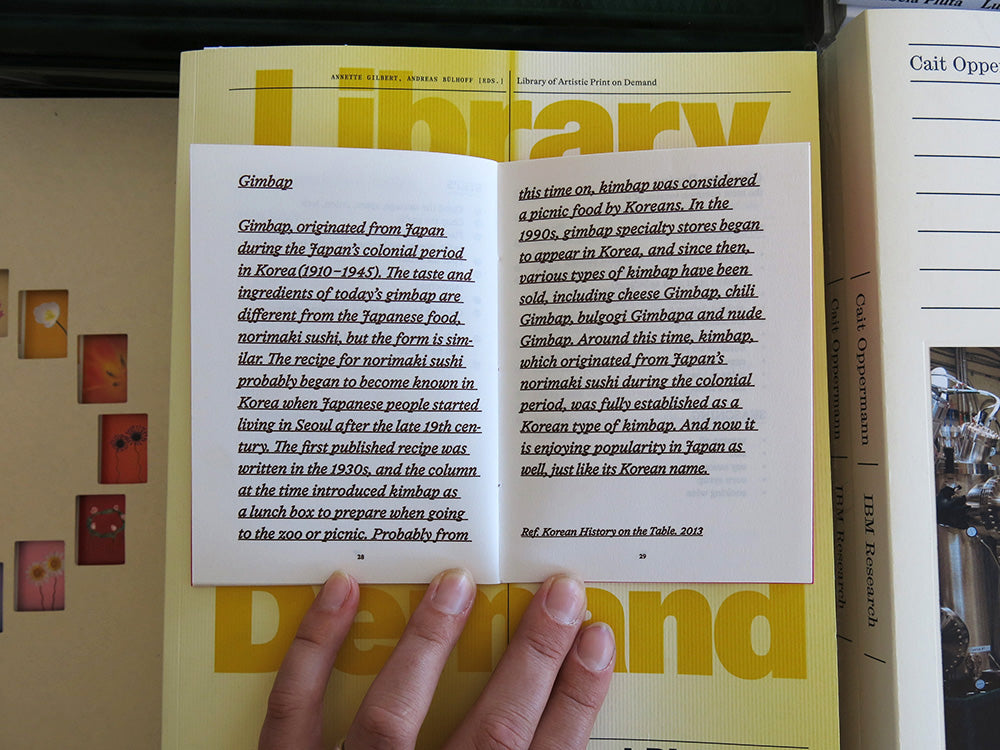 Library
ANNETTE GILBERT, ANDREAS BÜLHOFF [EDS.]
Library of Artistic Print on Demand
Gimbap
Gimbap, originated from Japan
during the Japan's colonial period
in Korea (1910–1945). The taste and
ingredients of today's gimbap are
different from the Japanese food,
norimaki sushi, but the form is sim-
ilar. The recipe for norimaki sushi
probably began to become known in
Korea when Japanese people started
living in Seoul after the late 19th cen-
tury. The first published recipe was
written in the 1930s, and the column
at the time introduced kimbap as
a lunch box to prepare when going
to the zoo or picnic. Probably from
28
this time on, kimbap was considered
a picnic food by Koreans. In the
1990s, gimbap specialty stores began
to appear in Korea, and since then,
various types of kimbap have been
sold, including cheese Gimbap, chili
Gimbap, bulgogi Gimbapa and nude
Gimbap. Around this time, kimbap,
which originated from Japan's
norimaki sushi during the colonial
period, was fully established as a
Korean type of kimbap. And now it
is enjoying popularity in Japan as
well, just like its Korean name.
Ref. Korean History on the Table, 2013
29
Demand
Cait Oppermann
IBM Research
Cait Oppermann
IBM Research
Cait Opper